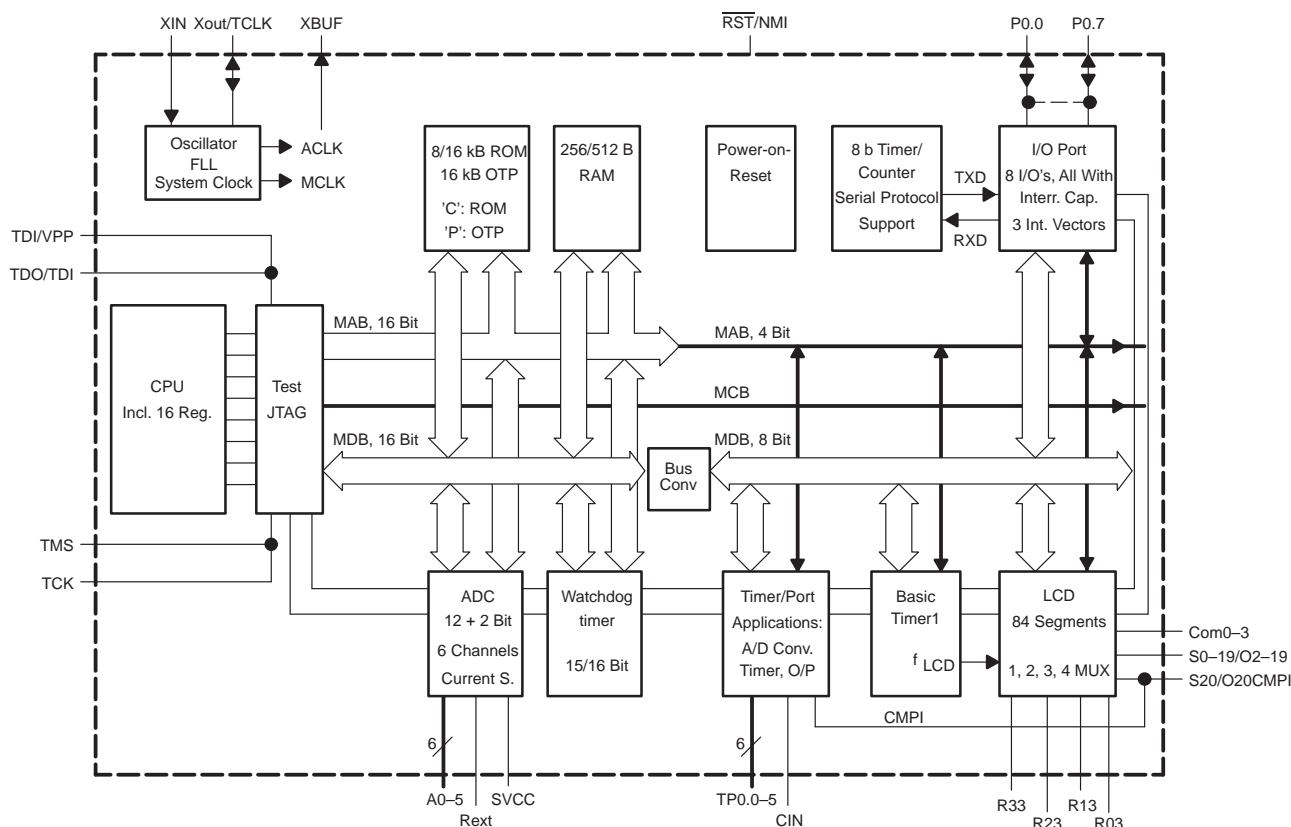 XIN Xout/TCLK XBUF RST/NMI P0.0 P0.7
Oscillator
FLL
System Clock
ACLK
MCLK
8/16 kB ROM
16 kB OTP
'C': ROM
'P': OTP
256/512 B
RAM
Power-on-
Reset
8 b Timer/
Counter
Serial Protocol
Support
TXD
RXD
I/O Port
8 I/O's, All With
Interr. Cap.
3 Int. Vectors
TDI/VPP
TDO/TDI
MAB, 16 Bit
MAB, 4 Bit
CPU
Incl. 16 Reg.
Test
JTAG
MCB
MDB, 16 Bit
MDB, 8 Bit
Bus
Conv
TMS
TCK
ADC
12 + 2 Bit
6 Channels
Current S.
Watchdog
timer
15/16 Bit
Timer/Port
Applications:
A/D Conv.
Timer, O/P
Basic
Timer1
f LCD
LCD
84 Segments
1, 2, 3, 4 MUX
Com0–3
S0–19/O2–19
S20/O20CMPI
CMPI
6
6
A0–5
Rext
SVCC
TP0.0–5
CIN
R33
R23
R13
R03